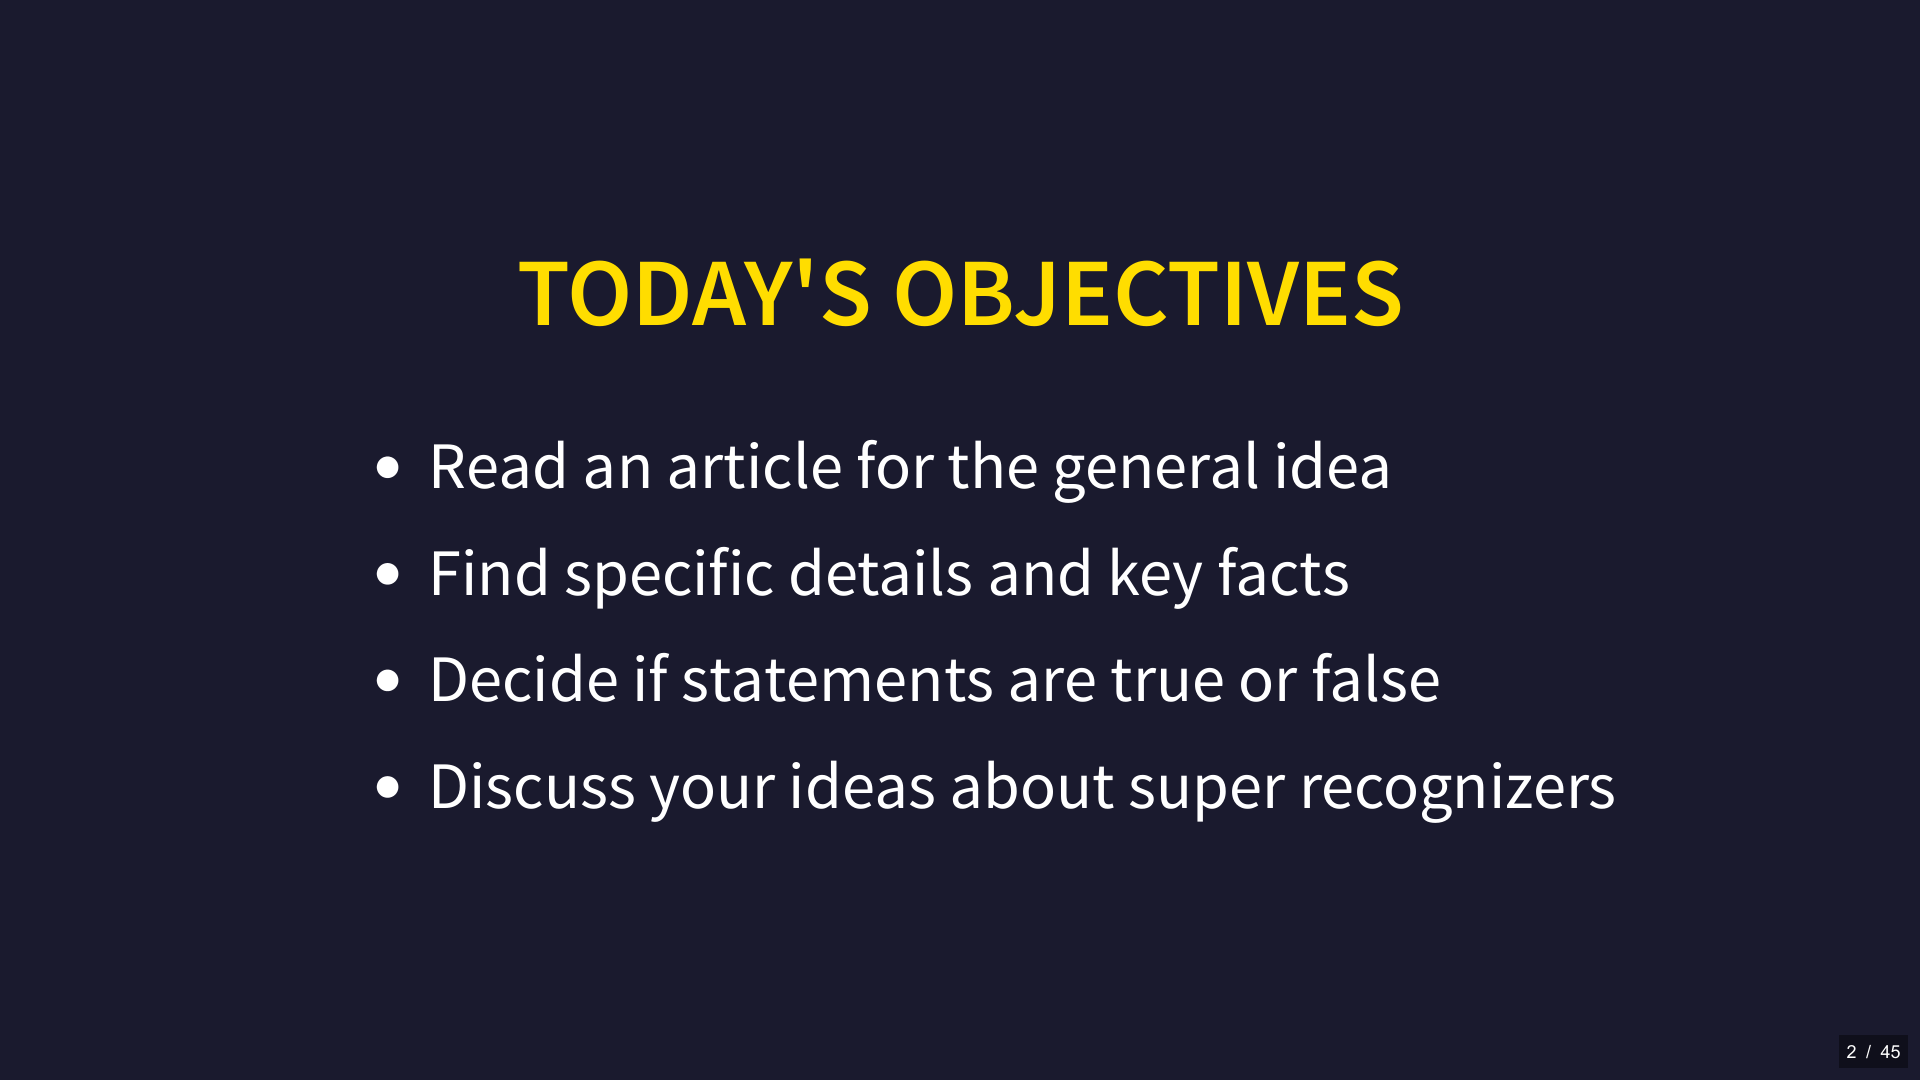 TODAY'S OBJECTIVES
• Read an article for the general idea
• Find specific details and key facts
• Decide if statements are true or false
• Discuss your ideas about super recognizers
2 / 45